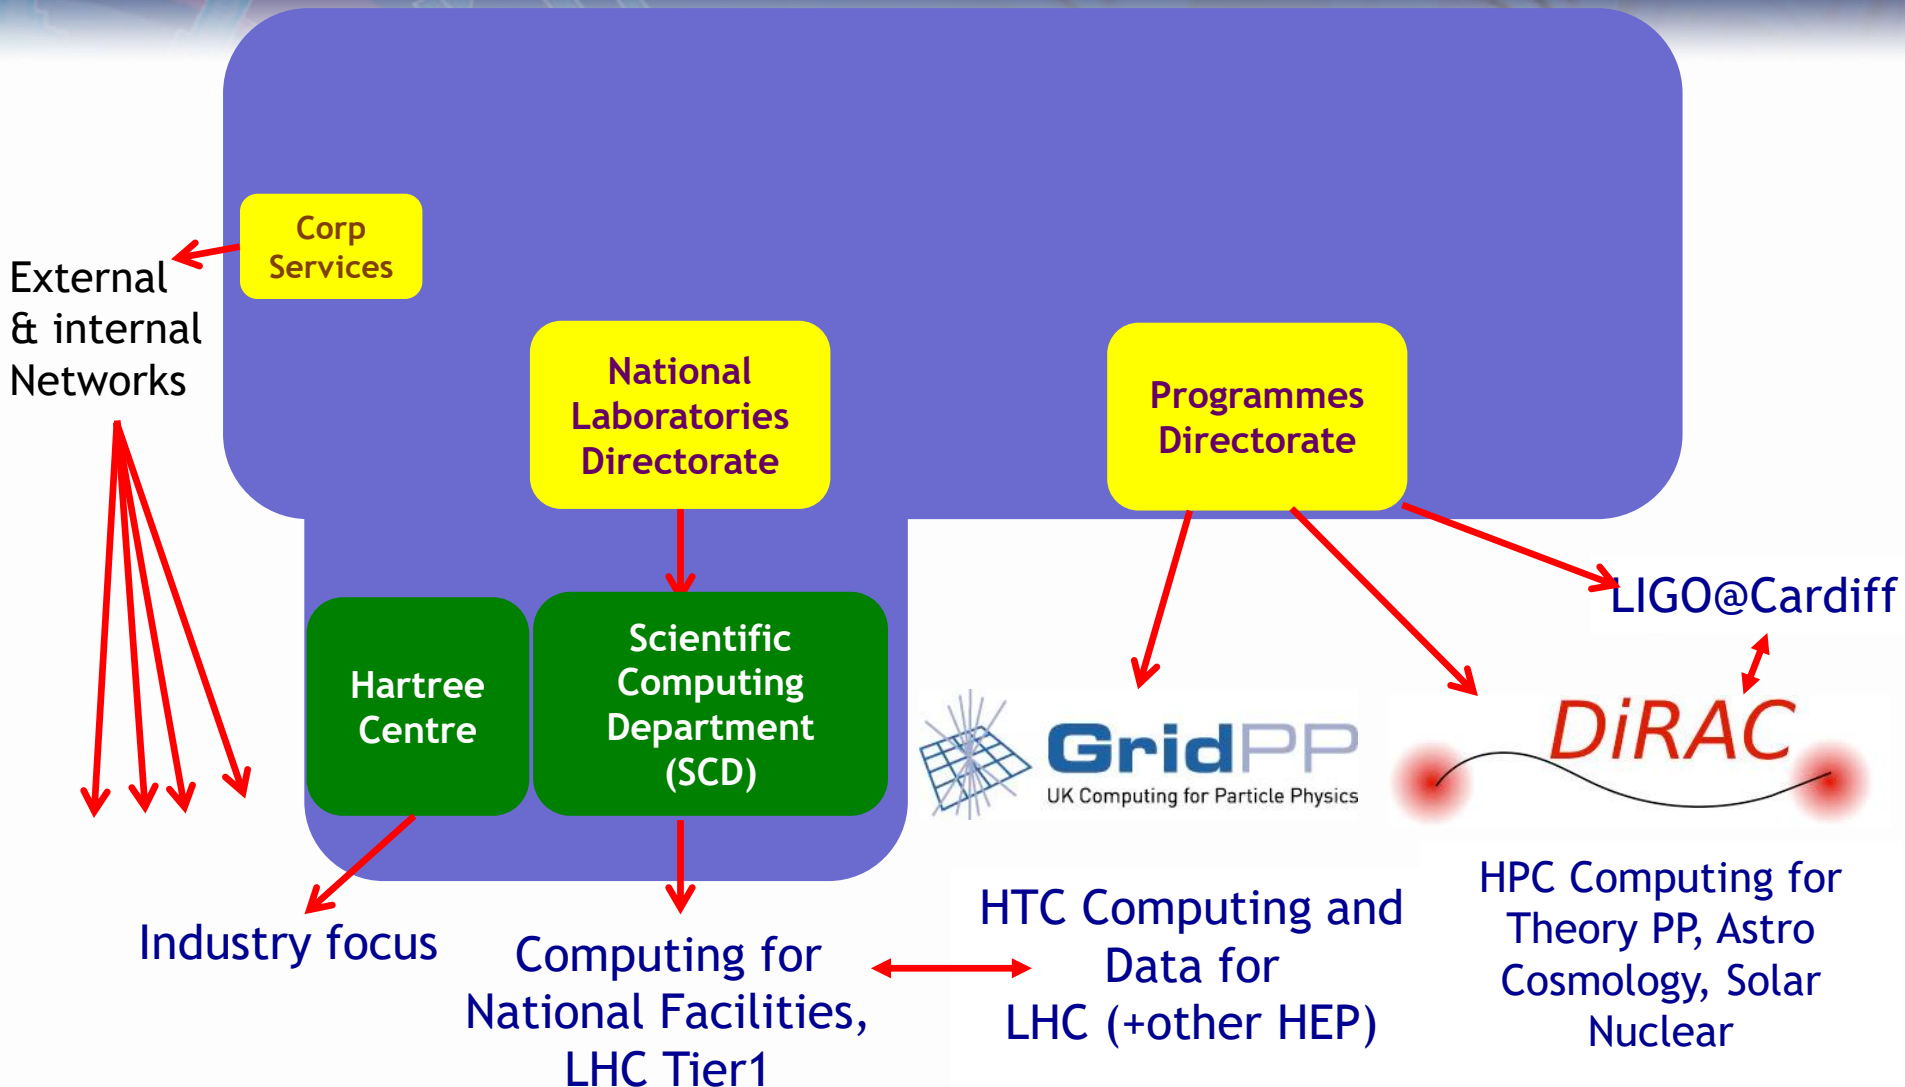 Corp
Services
External
& internal
Networks
National
Laboratories
Directorate
Programmes
Directorate
LIGO@Cardiff
Hartree
Centre
Scientific
Computing
Department
(SCD)
GridPP
UK Computing for Particle Physics
DiRAC
Industry focus
Computing for
National Facilities,
LHC Tier1
HTC Computing and
Data for
LHC (+other HEP)
HPC Computing for
Theory PP, Astro
Cosmology, Solar
Nuclear